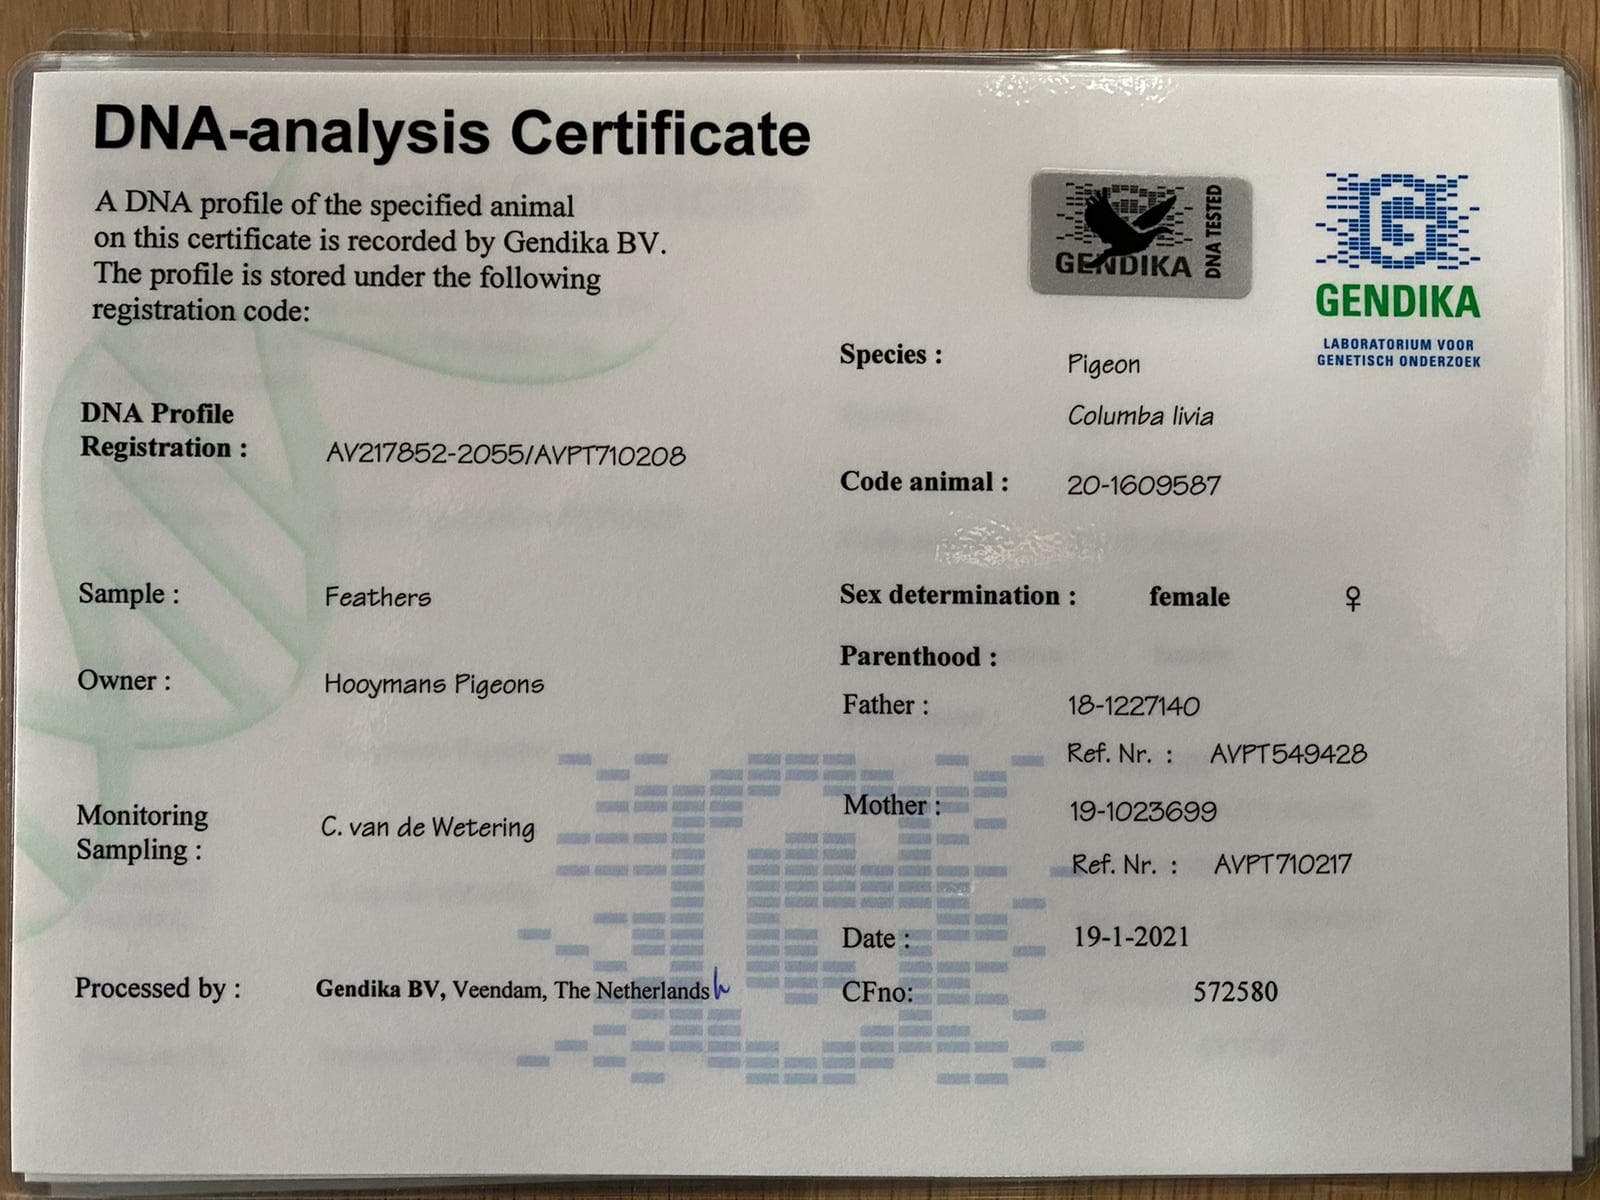 DNA-analysis Certificate
A DNA profile of the specified animal
on this certificate is recorded by Gendika BV.
The profile is stored under the following
registration code:
GENDIKA
DNA TESTED
GENDIKA
LABORATORIUM VOOR
GENETISCH ONDERZOEK
DNA Profile
Registration : AV217852-2055/AVPT710208
Sample : Feathers
Owner : Hooymans Pigeons
Monitoring
Sampling : C. van de Wetering
Processed by : Gendika BV, Veendam, The Netherlands
Species : Pigeon
Columba livia
Code animal : 20-1609587
Sex determination : female ♀
Parenthood :
Father : 18-1227140
Ref. Nr. : AVPT549428
Mother : 19-1023699
Ref. Nr. : AVPT710217
Date : 19-1-2021
CFno: 572580